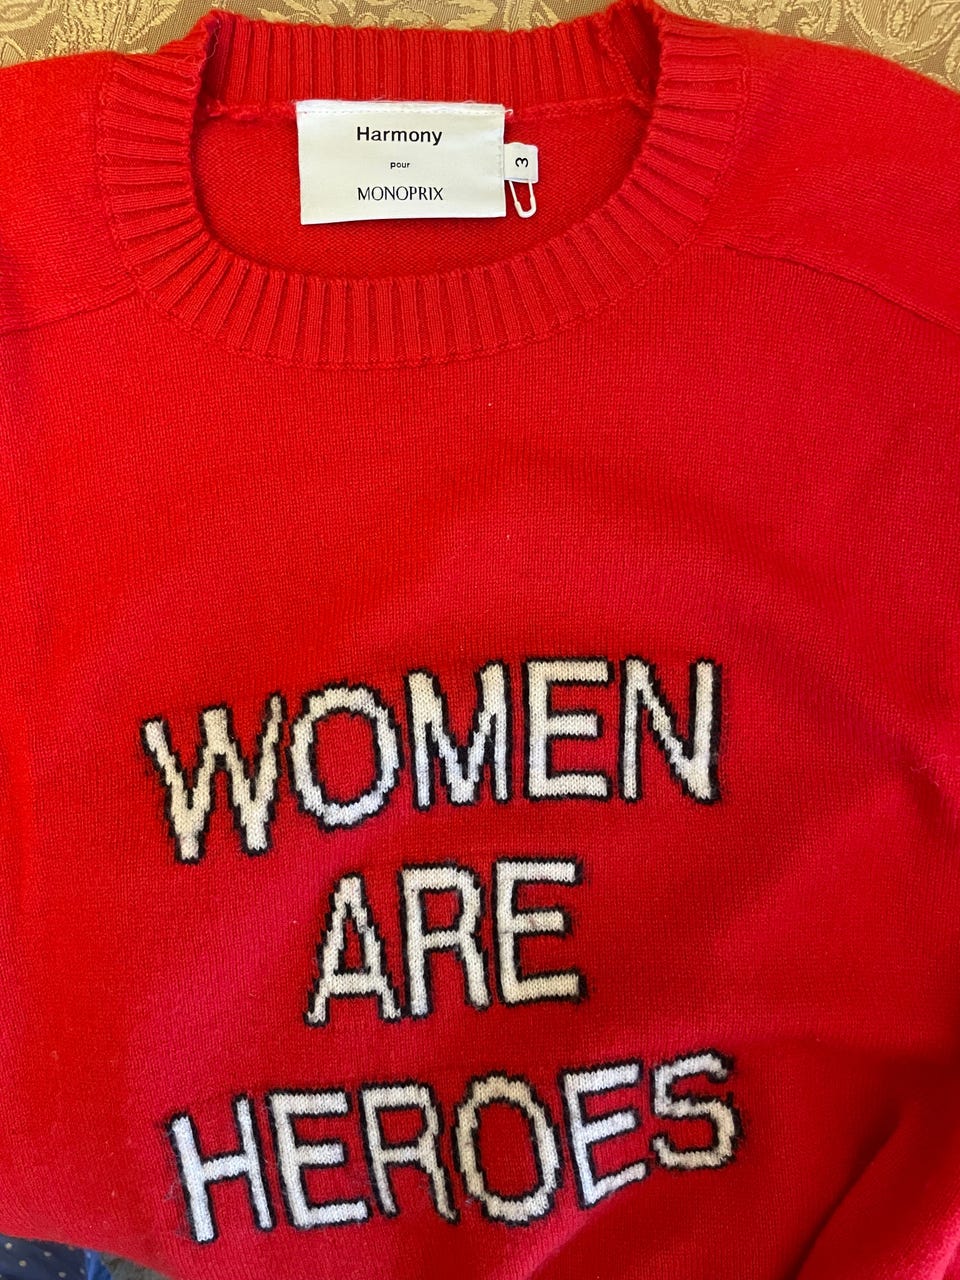 Harmony
pour
MONOPRIX
3
WOMEN
ARE
HEROES